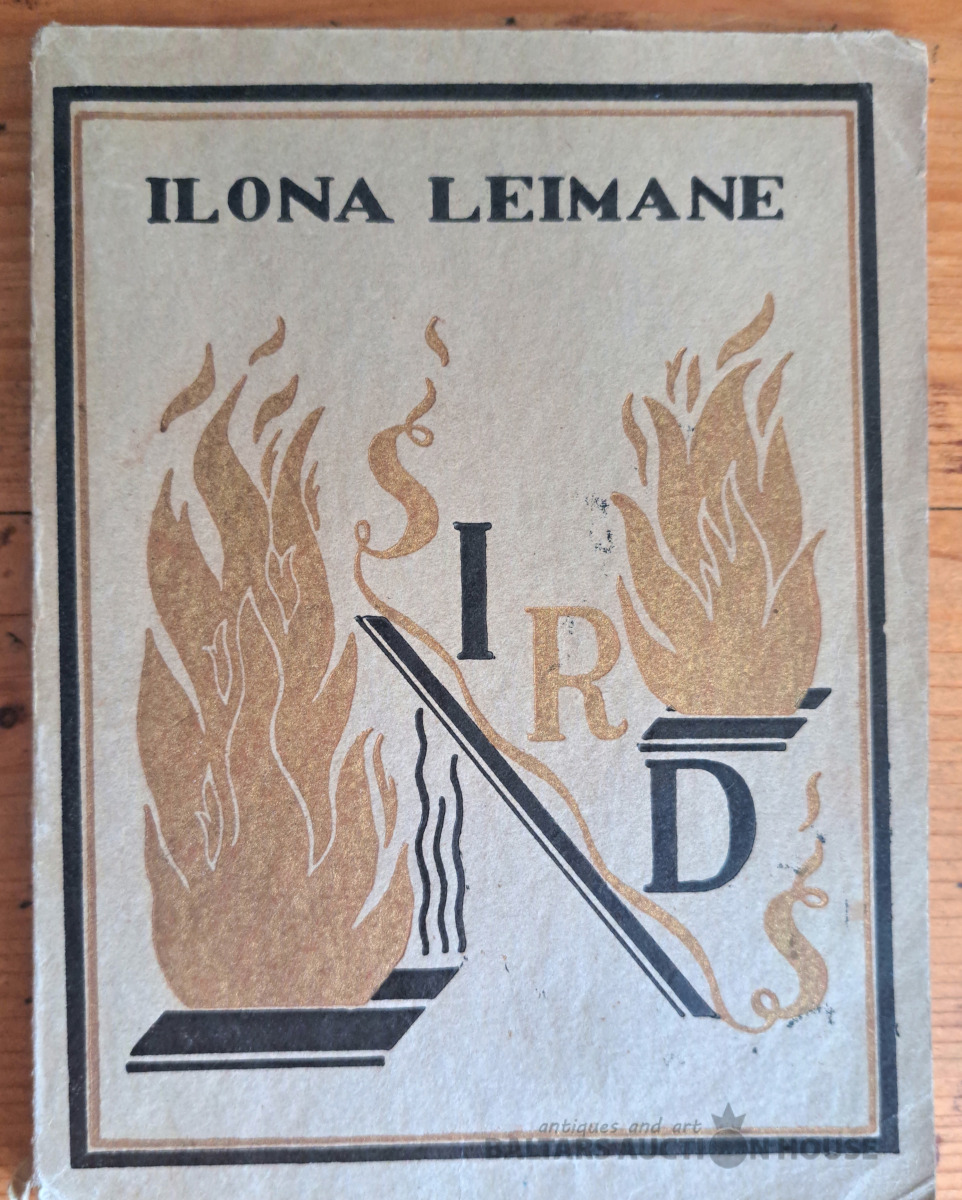 ILONA LEIMANE
SIRDS
antiques and art
BALTARS AUCTION HOUSE